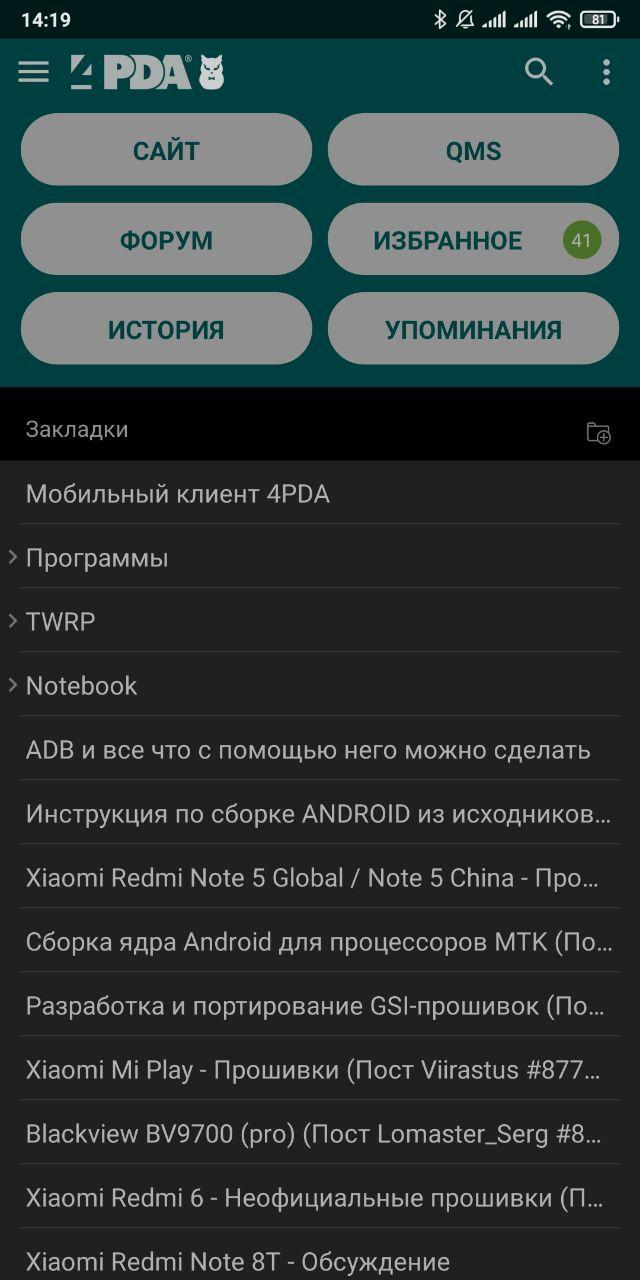 14:19
81
4PDA®
САЙТ
QMS
ФОРУМ
ИЗБРАННОЕ
41
ИСТОРИЯ
УПОМИНАНИЯ
Закладки
Мобильный клиент 4PDA
Программы
TWRP
Notebook
ADB и все что с помощью него можно сделать
Инструкция по сборке ANDROID из исходников...
Xiaomi Redmi Note 5 Global / Note 5 China - Про...
Сборка ядра Android для процессоров МТК (По...
Разработка и портирование GSI-прошивок (По...
Xiaomi Mi Play - Прошивки (Пост Viirastus #877...
Blackview BV9700 (pro) (Пост Lomaster_Serg #8...
Xiaomi Redmi 6 - Неофициальные прошивки (П...
Xiaomi Redmi Note 8T - Обсуждение